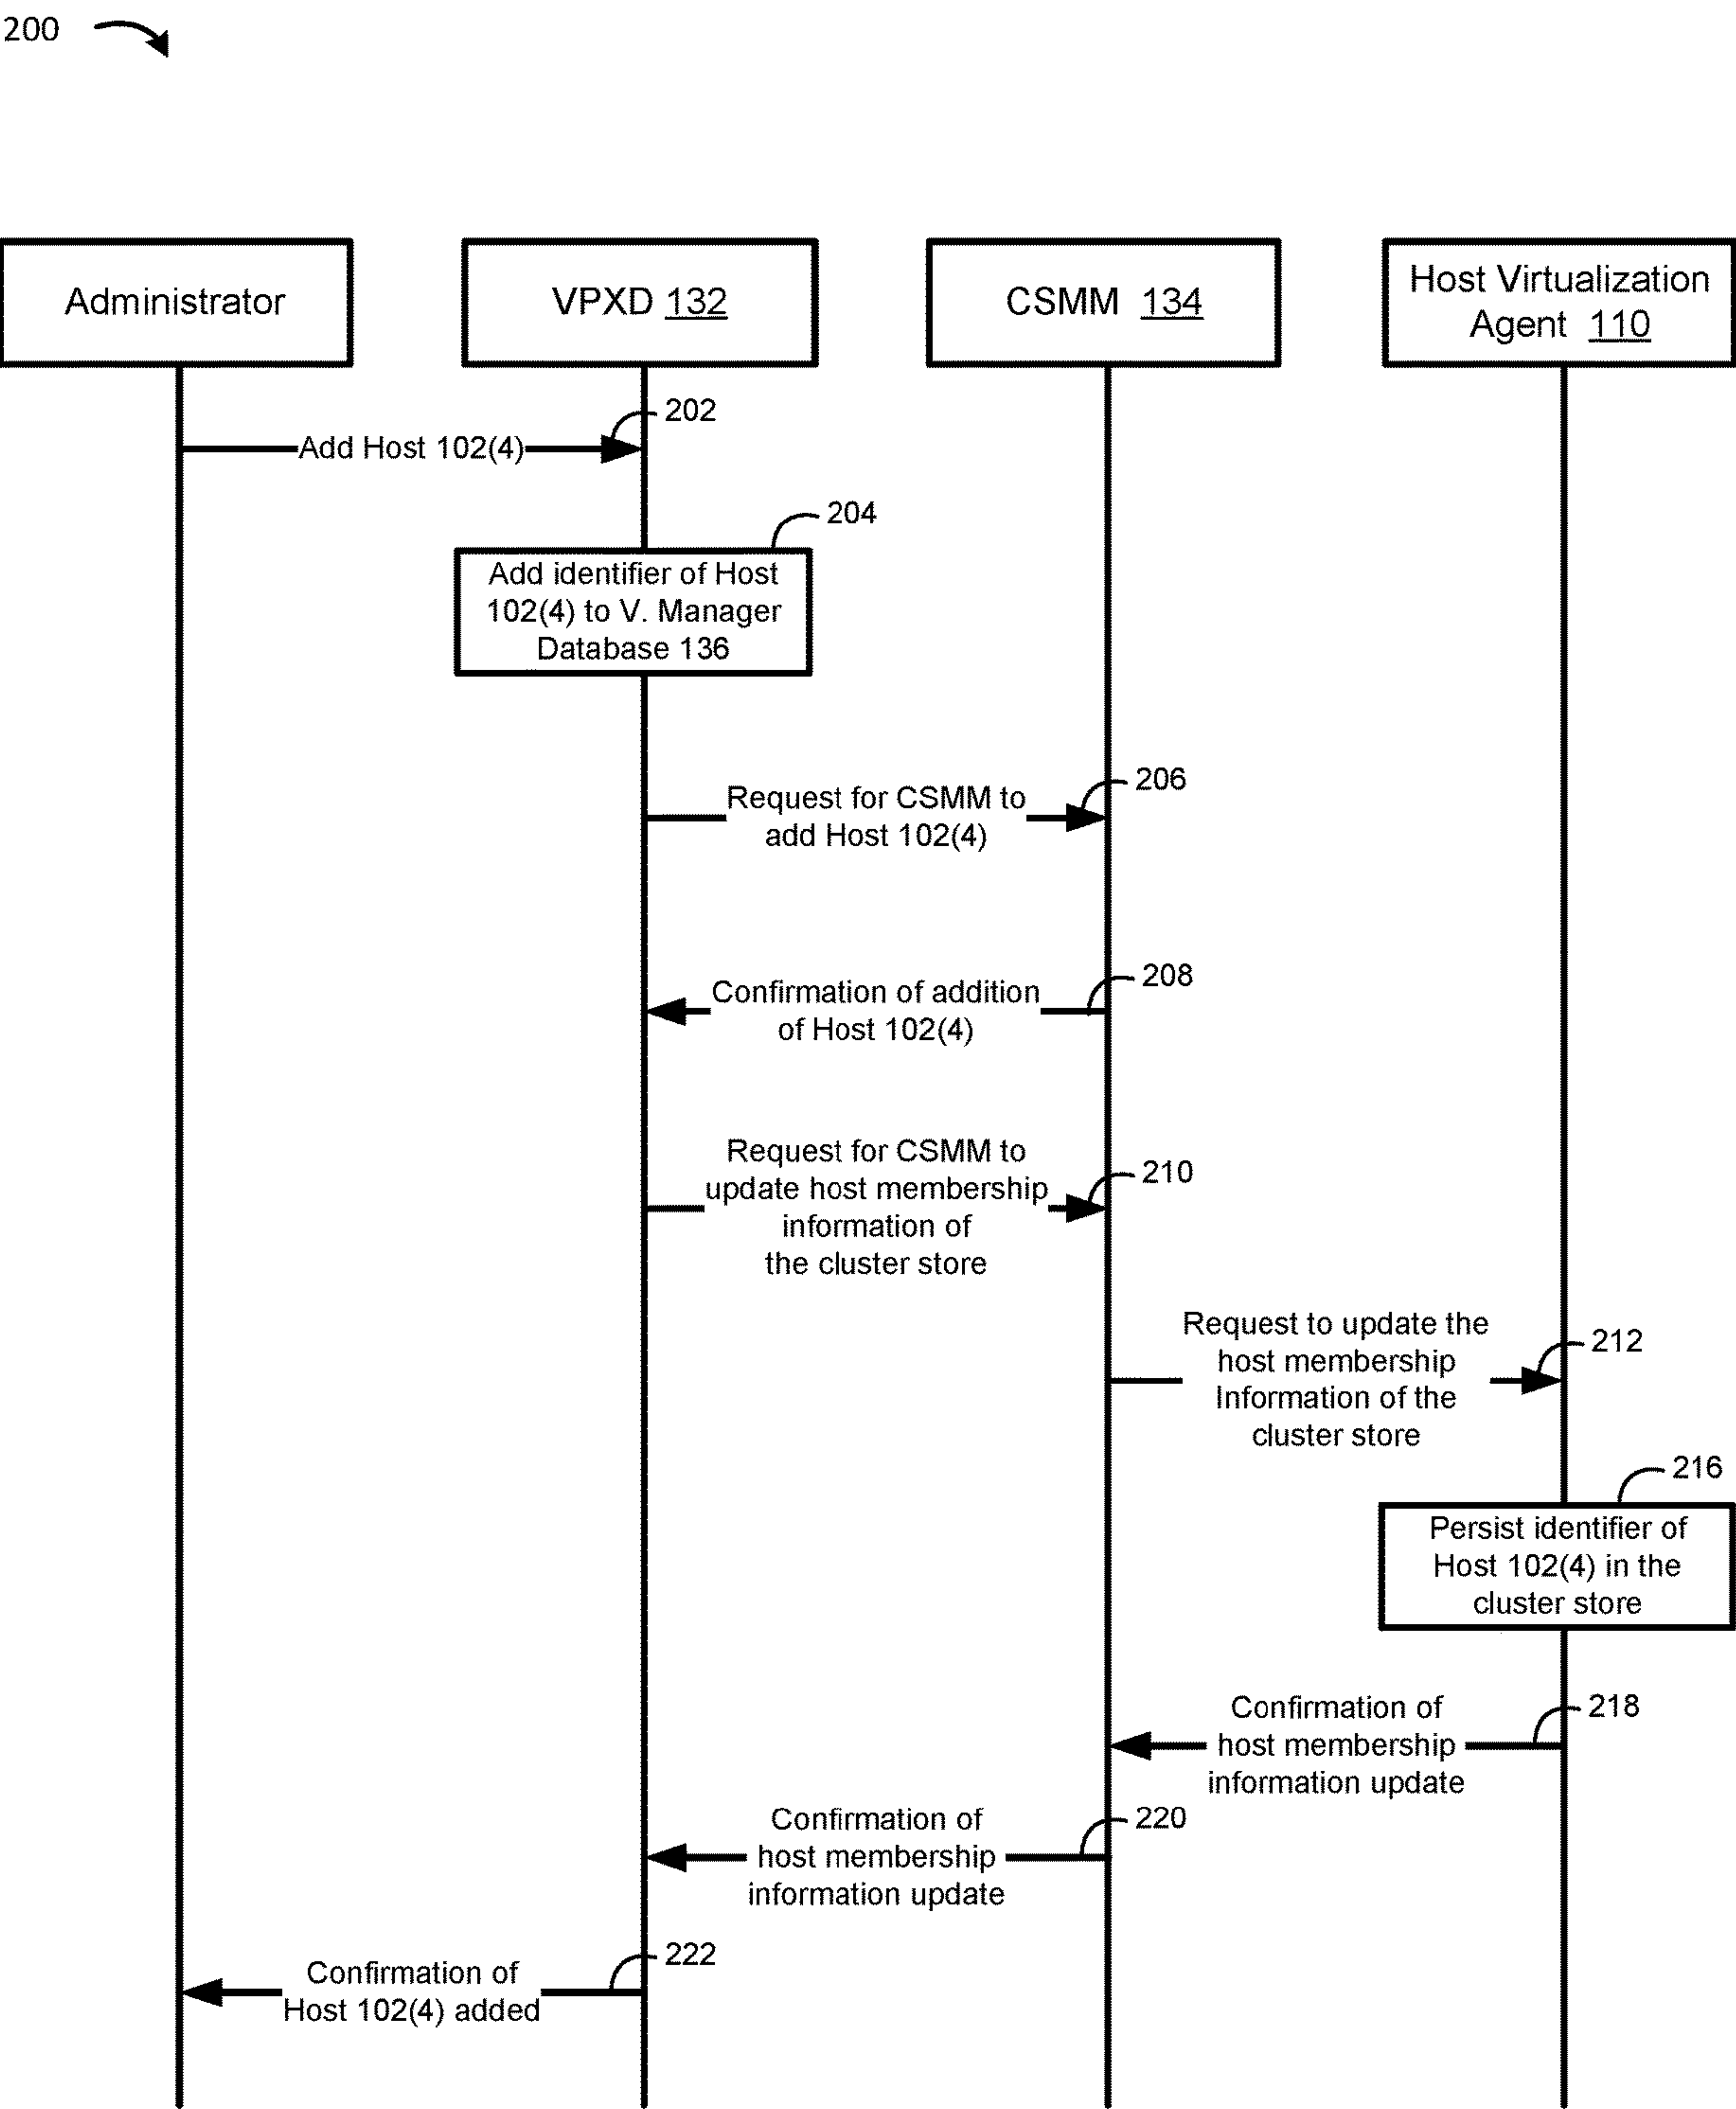 200
Administrator
VPXD 132
CSMM 134
Host Virtualization
Agent 110
202
Add Host 102(4)
204
Add identifier of Host
102(4) to V. Manager
Database 136
206
Request for CSMM to
add Host 102(4)
208
Confirmation of addition
of Host 102(4)
Request for CSMM to
update host membership
information of
the cluster store
210
Request to update the
host membership
Information of the
cluster store
212
216
Persist identifier of
Host 102(4) in the
cluster store
Confirmation of
host membership
information update
218
Confirmation of
host membership
information update
220
222
Confirmation of
Host 102(4) added